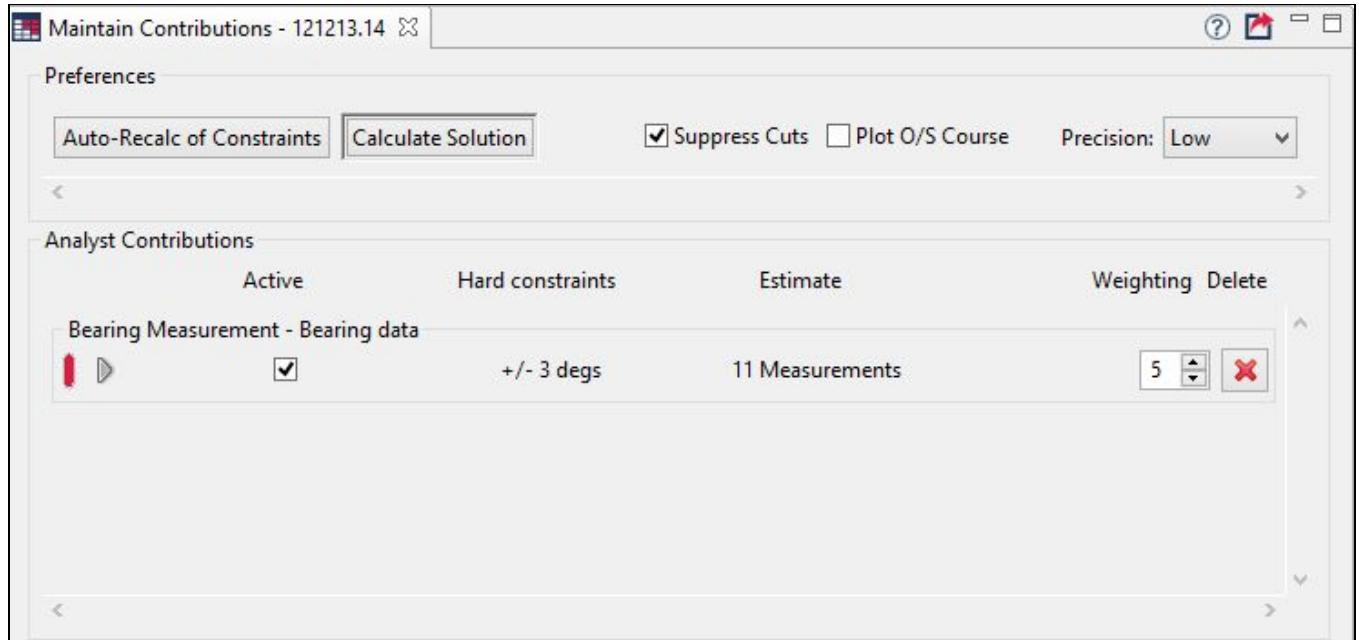 Maintain Contributions - 121213.14
Preferences
Auto-Recalc of Constraints Calculate Solution Suppress Cuts Plot O/S Course Precision: Low
Analyst Contributions
Active Hard constraints Estimate Weighting Delete
Bearing Measurement - Bearing data
+/- 3 degs 11 Measurements 5